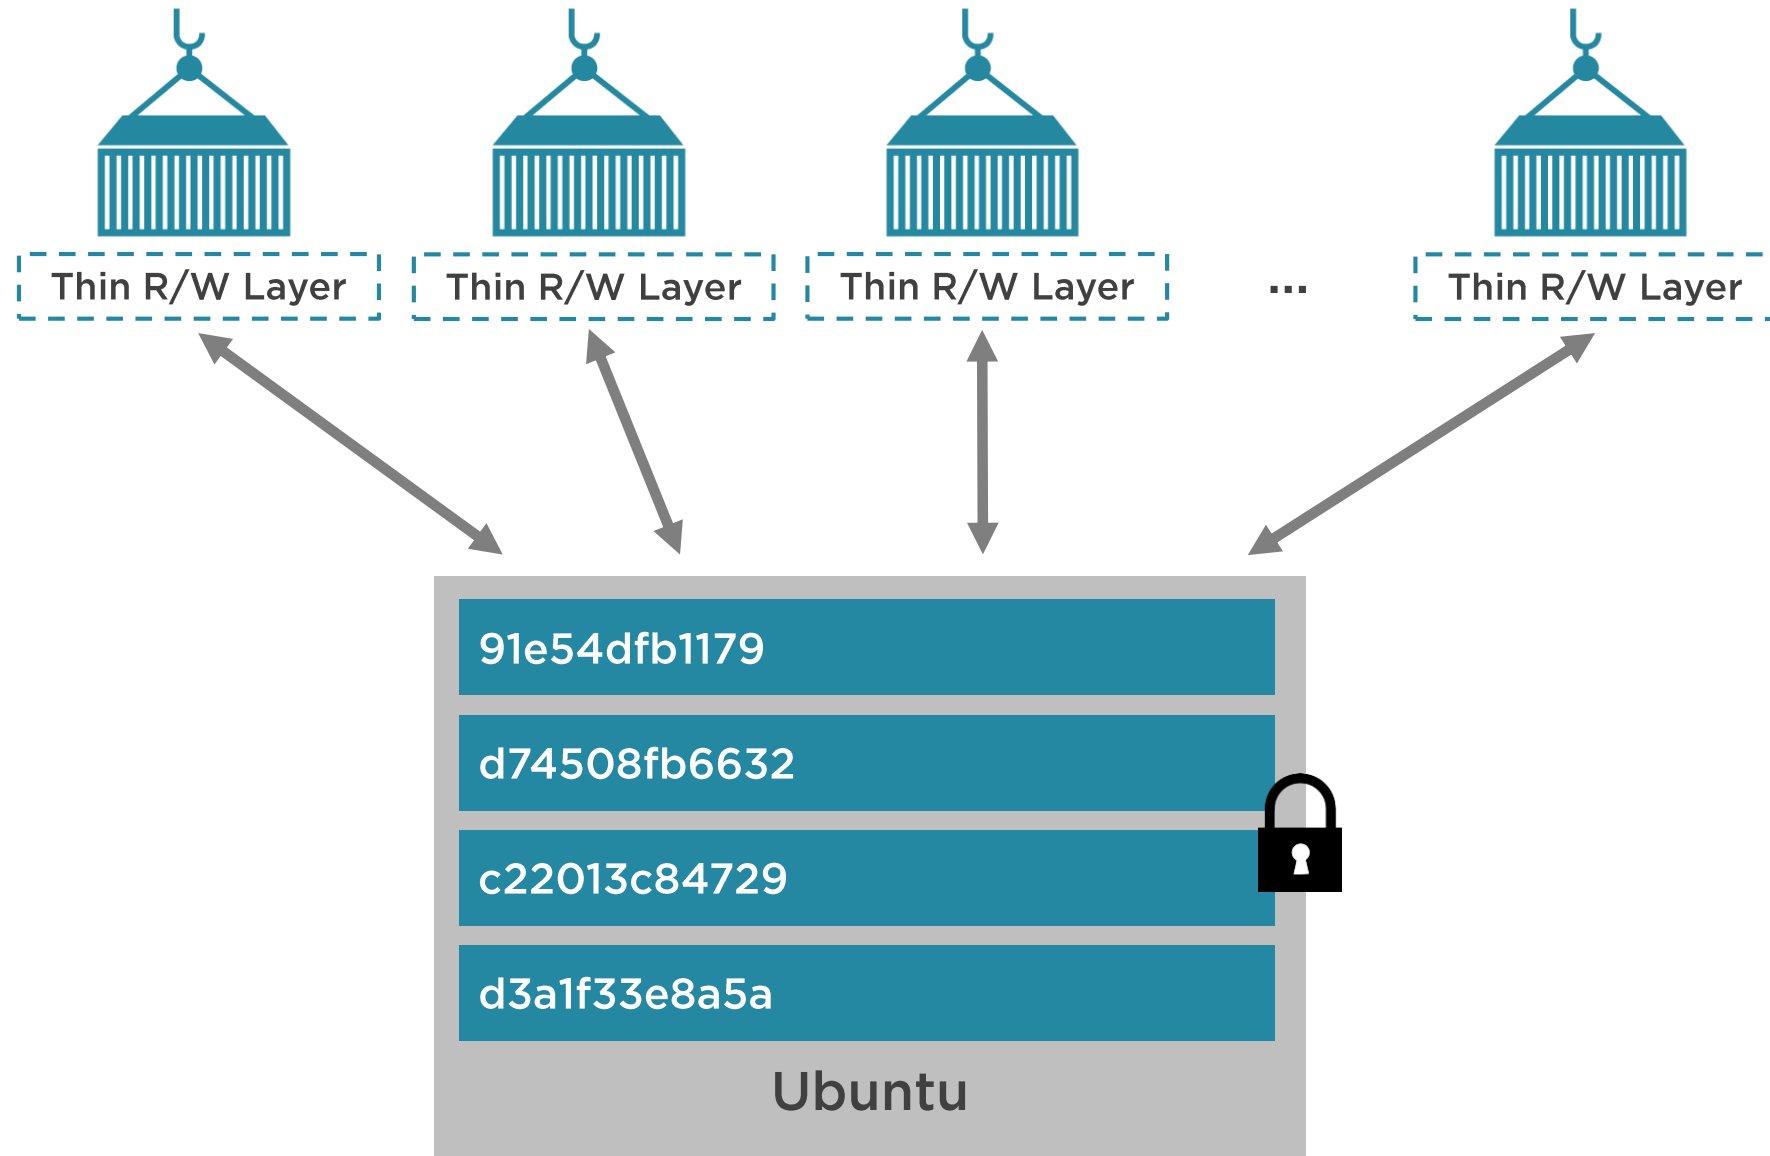 Thin R/W Layer
Thin R/W Layer
Thin R/W Layer
...
Thin R/W Layer
91e54dfb1179
d74508fb6632
c22013c84729
d3a1f33e8a5a
Ubuntu